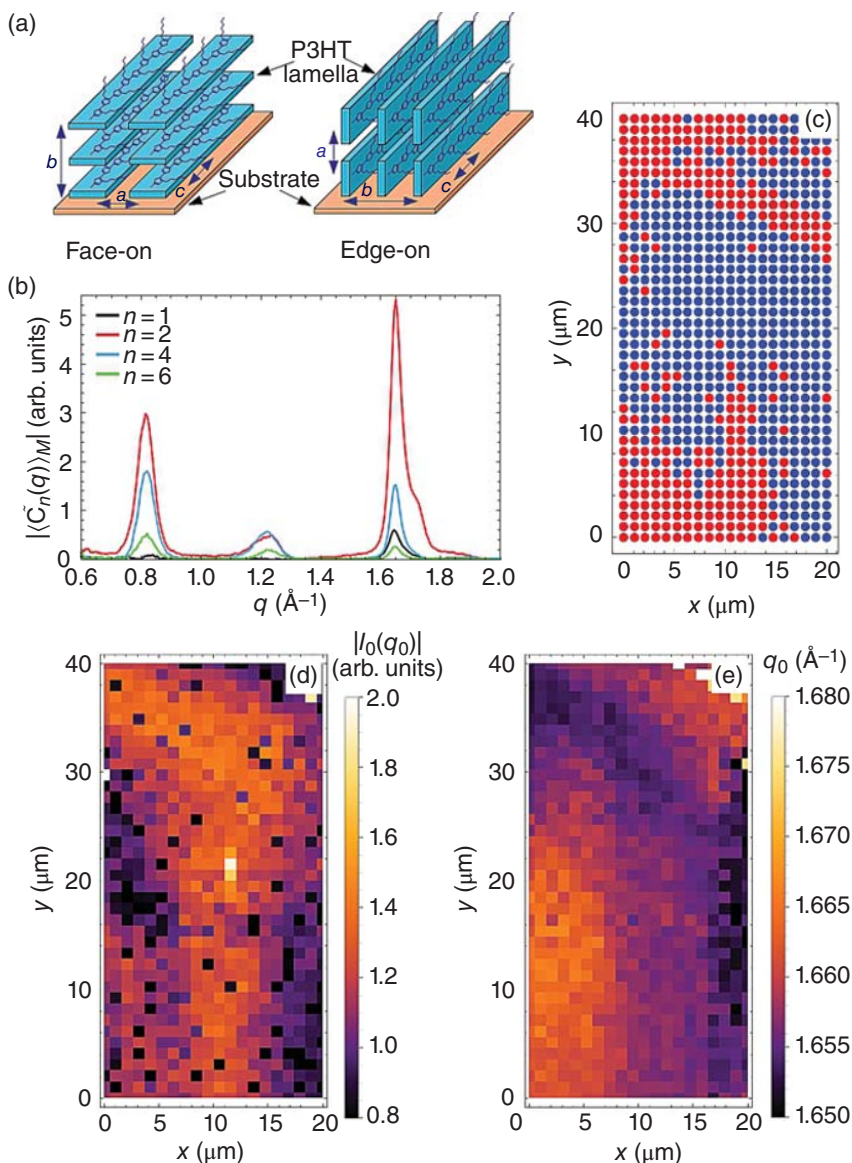 (a)
P3HT
lamella
b
a
c
Substrate
a
b
c
Face-on
Edge-on
(b)
n = 1
n = 2
n = 4
n = 6
5
4
3
2
1
0
0.6 0.8 1.0 1.2 1.4 1.6 1.8 2.0
q (Å⁻¹)
|⟨C̃ₙ(q)⟩_M| (arb. units)
(c)
40
30
20
10
0
0 5 10 15 20
x (μm)
y (μm)
|I₀(q₀)|
(arb. units)
(d)
40
30
20
10
0
0 10 20
x (μm)
y (μm)
2.0
1.8
1.6
1.4
1.2
1.0
0.8
q₀ (Å⁻¹)
(e)
40
30
20
10
0
0 10 20
x (μm)
y (μm)
1.680
1.675
1.670
1.665
1.660
1.655
1.650